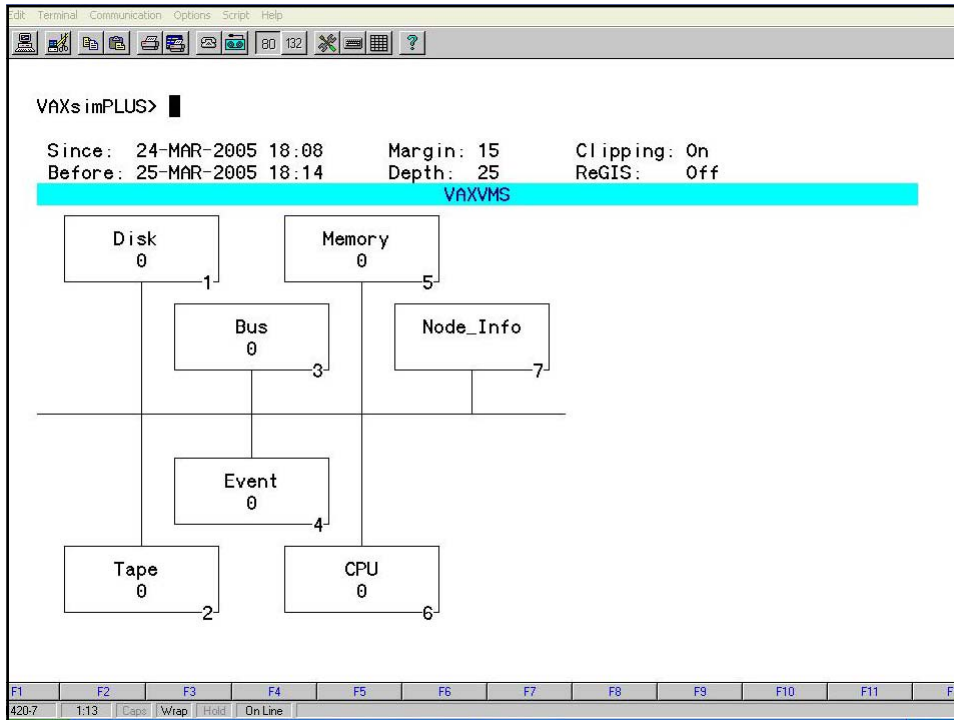 Edit Terminal Communication Options Script Help
80 132 ?
VAXsimPLUS>
Since: 24-MAR-2005 18:08 Margin: 15 Clipping: On
Before: 25-MAR-2005 18:14 Depth: 25 ReGIS: Off
VAXVMS
Disk Memory
0 0
1 5
Bus Node_Info
0
3 7
Event
0
4
Tape CPU
0 0
2 6
F1 F2 F3 F4 F5 F6 F7 F8 F9 F10 F11 F
420-7 1:13 Caps Wrap Hold On Line